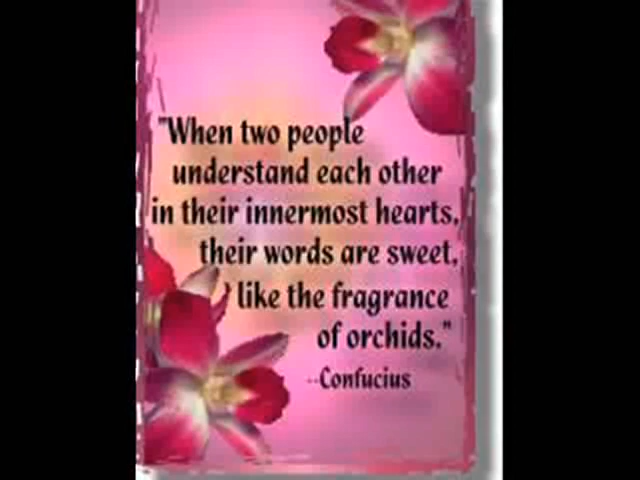 "When two people
understand each other
in their innermost hearts,
their words are sweet,
like the fragrance
of orchids."
--Confucius